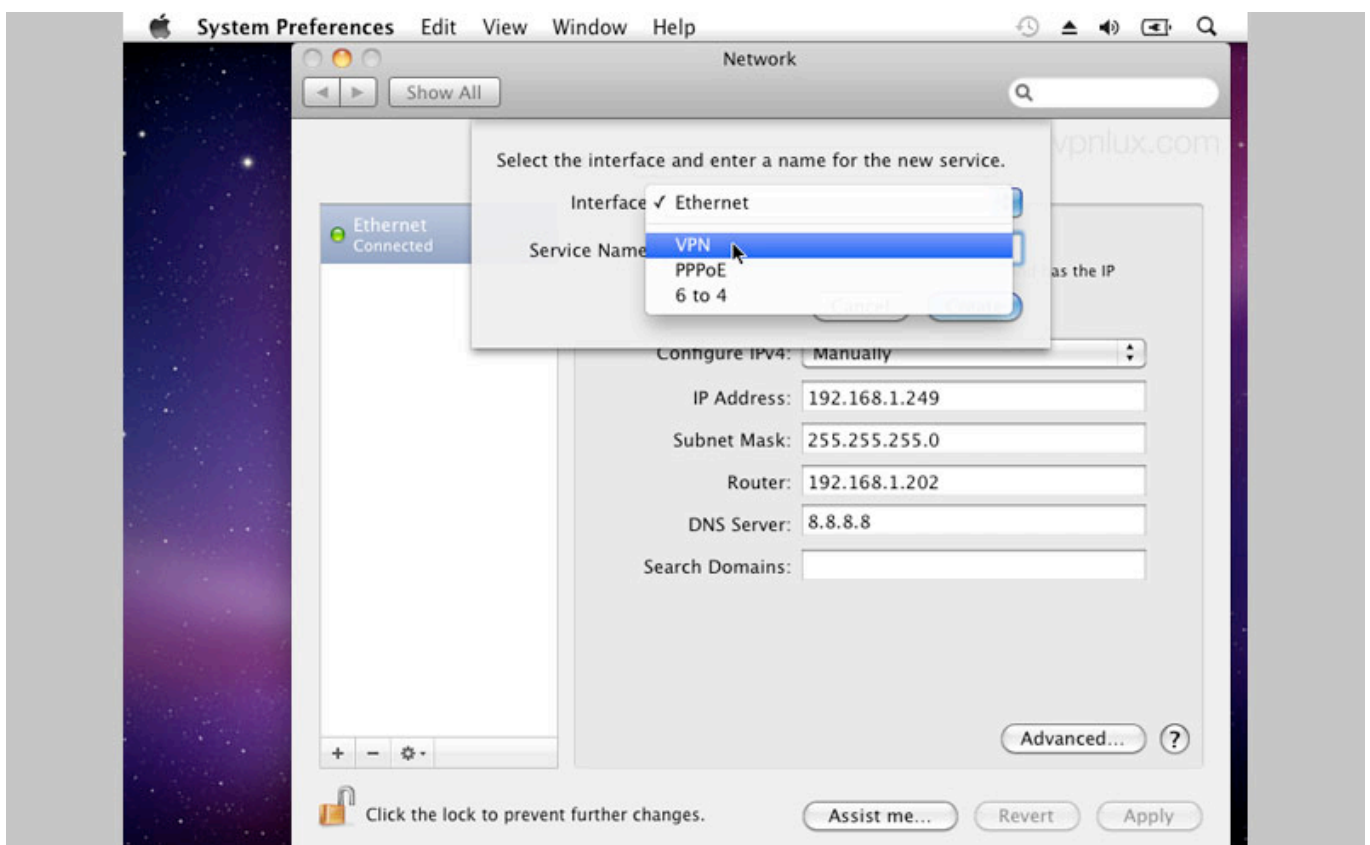 System Preferences Edit View Window Help
Network
Show All
vpnlux.com
Select the interface and enter a name for the new service.
Interface ✓ Ethernet
VPN
PPPoE
6 to 4
Service Name
Ethernet
Connected
as the IP
Cancel Create
Configure IPv4: Manually
IP Address: 192.168.1.249
Subnet Mask: 255.255.255.0
Router: 192.168.1.202
DNS Server: 8.8.8.8
Search Domains:
Advanced... ?
+ −
Click the lock to prevent further changes.
Assist me... Revert Apply